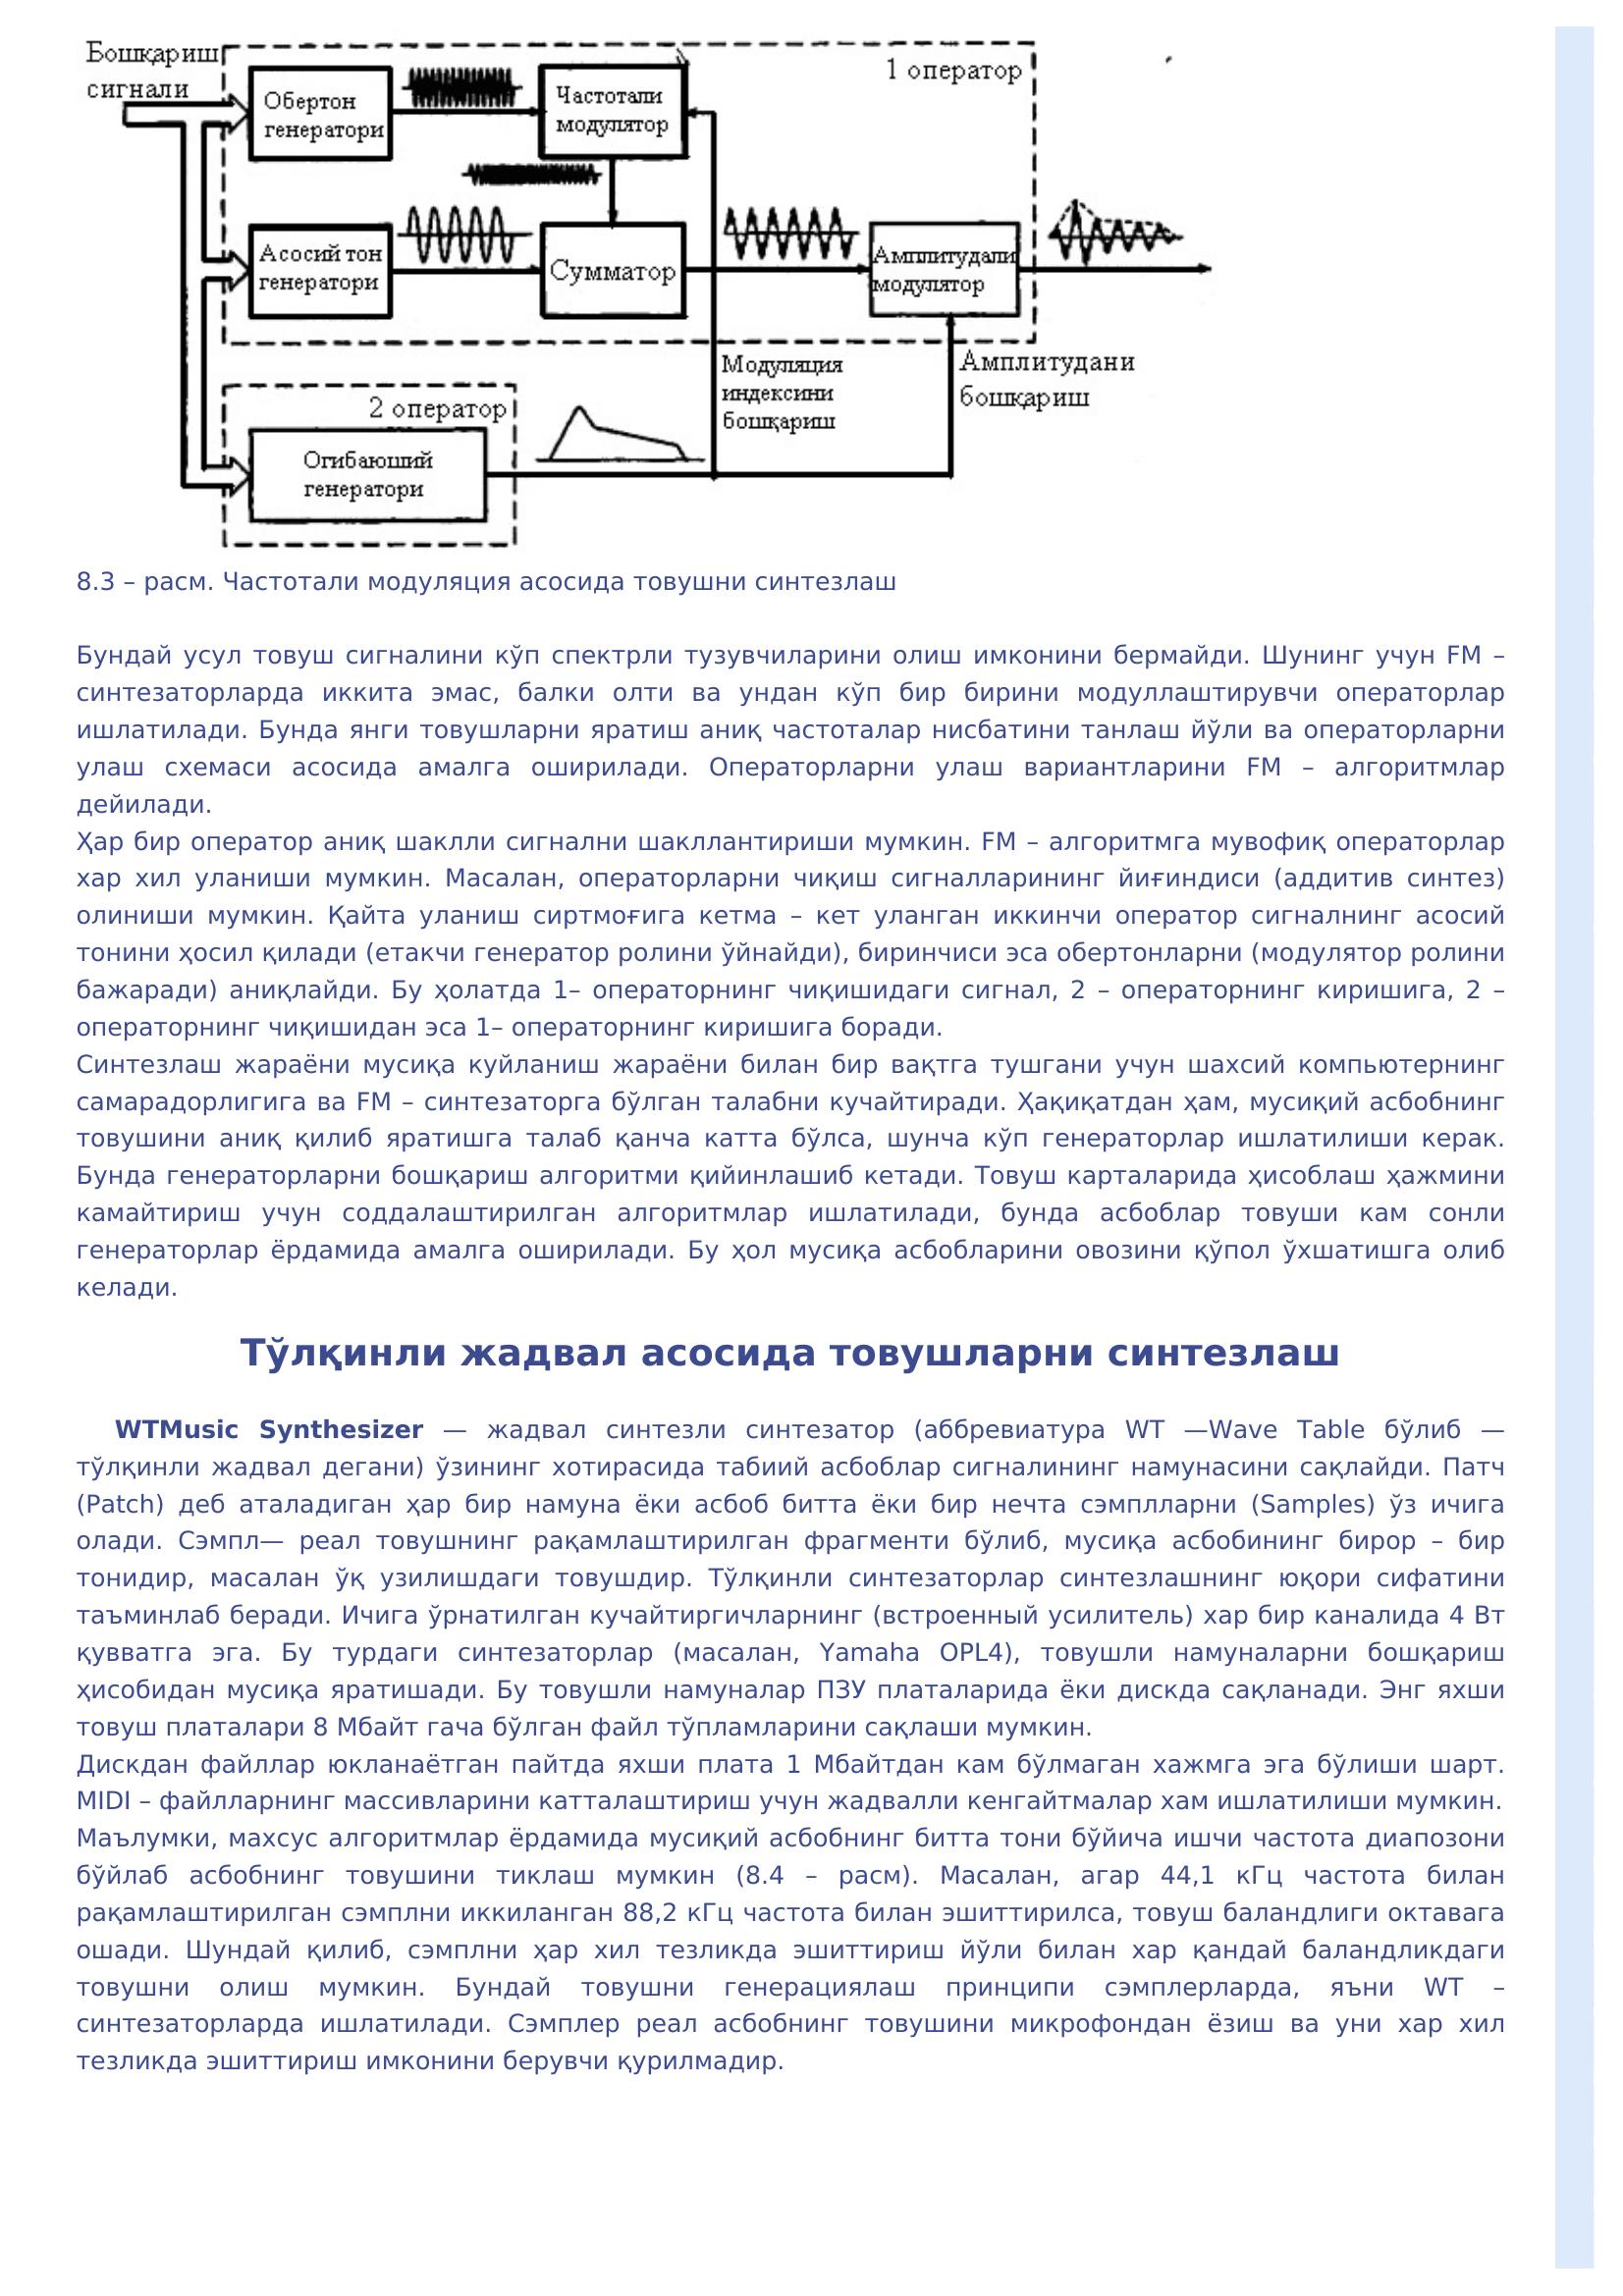 Бошқариш
сигнали
1 оператор
Обертон
генератори
Частотали
модулятор
Асосий тон
генератори
Сумматор
Амплитудали
модулятор
Модуляция
индексини
бошқариш
Амплитудани
бошқариш
2 оператор
Огибаюший
генератори
8.3 – расм. Частотали модуляция асосида товушни синтезлаш
Бундай усул товуш сигналини кўп спектрли тузувчиларини олиш имконини бермайди. Шунинг учун FM –
синтезаторларда иккита эмас, балки олти ва ундан кўп бир бирини модуллаштирувчи операторлар
ишлатилади. Бунда янги товушларни яратиш аниқ частоталар нисбатини танлаш йўли ва операторларни
улаш схемаси асосида амалга оширилади. Операторларни улаш вариантларини FM – алгоритмлар
дейилади.
Ҳар бир оператор аниқ шаклли сигнални шакллантириши мумкин. FM – алгоритмга мувофиқ операторлар
хар хил уланиши мумкин. Масалан, операторларни чиқиш сигналларининг йиғиндиси (аддитив синтез)
олиниши мумкин. Қайта уланиш сиртмоғига кетма – кет уланган иккинчи оператор сигналнинг асосий
тонини ҳосил қилади (етакчи генератор ролини ўйнайди), биринчиси эса обертонларни (модулятор ролини
бажаради) аниқлайди. Бу ҳолатда 1– операторнинг чиқишидаги сигнал, 2 – операторнинг киришига, 2 –
операторнинг чиқишидан эса 1– операторнинг киришига боради.
Синтезлаш жараёни мусиқа куйланиш жараёни билан бир вақтга тушгани учун шахсий компьютернинг
самарадорлигига ва FM – синтезаторга бўлган талабни кучайтиради. Ҳақиқатдан ҳам, мусиқий асбобнинг
товушини аниқ қилиб яратишга талаб қанча катта бўлса, шунча кўп генераторлар ишлатилиши керак.
Бунда генераторларни бошқариш алгоритми қийинлашиб кетади. Товуш карталарида ҳисоблаш ҳажмини
камайтириш учун соддалаштирилган алгоритмлар ишлатилади, бунда асбоблар товуши кам сонли
генераторлар ёрдамида амалга оширилади. Бу ҳол мусиқа асбобларини овозини қўпол ўхшатишга олиб
келади.
Тўлқинли жадвал асосида товушларни синтезлаш
WTMusic Synthesizer — жадвал синтезли синтезатор (аббревиатура WT —Wave Table бўлиб —
тўлқинли жадвал дегани) ўзининг хотирасида табиий асбоблар сигналининг намунасини сақлайди. Патч
(Patch) деб аталадиган ҳар бир намуна ёки асбоб битта ёки бир нечта сэмплларни (Samples) ўз ичига
олади. Сэмпл— реал товушнинг рақамлаштирилган фрагменти бўлиб, мусиқа асбобининг бирор – бир
тонидир, масалан ўқ узилишдаги товушдир. Тўлқинли синтезаторлар синтезлашнинг юқори сифатини
таъминлаб беради. Ичига ўрнатилган кучайтиргичларнинг (встроенный усилитель) хар бир каналида 4 Вт
қувватга эга. Бу турдаги синтезаторлар (масалан, Yamaha OPL4), товушли намуналарни бошқариш
ҳисобидан мусиқа яратишади. Бу товушли намуналар ПЗУ платаларида ёки дискда сақланади. Энг яхши
товуш платалари 8 Мбайт гача бўлган файл тўпламларини сақлаши мумкин.
Дискдан файллар юкланаётган пайтда яхши плата 1 Мбайтдан кам бўлмаган хажмга эга бўлиши шарт.
MIDI – файлларнинг массивларини катталаштириш учун жадвалли кенгайтмалар хам ишлатилиши мумкин.
Маълумки, махсус алгоритмлар ёрдамида мусиқий асбобнинг битта тони бўйича ишчи частота диапозони
бўйлаб асбобнинг товушини тиклаш мумкин (8.4 – расм). Масалан, агар 44,1 кГц частота билан
рақамлаштирилган сэмплни иккиланган 88,2 кГц частота билан эшиттирилса, товуш баландлиги октавага
ошади. Шундай қилиб, сэмплни ҳар хил тезликда эшиттириш йўли билан хар қандай баландликдаги
товушни олиш мумкин. Бундай товушни генерациялаш принципи сэмплерларда, яъни WT –
синтезаторларда ишлатилади. Сэмплер реал асбобнинг товушини микрофондан ёзиш ва уни хар хил
тезликда эшиттириш имконини берувчи қурилмадир.